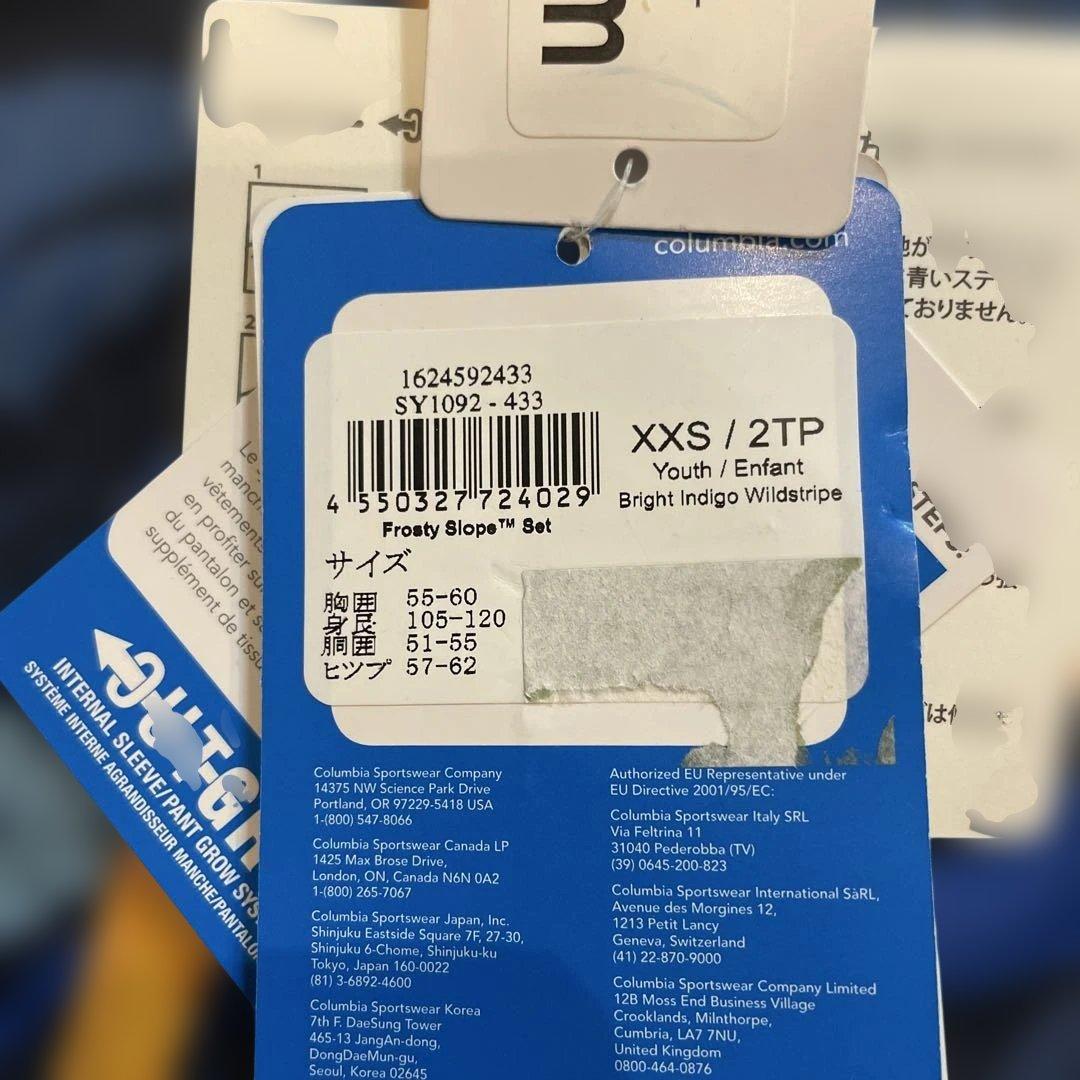 m
columbia.com
1
2
カ
地が
青いステ
ておりません。
1624592433
SY1092 - 433
4 550327 724029
Frosty Slope™ Set
XXS / 2TP
Youth / Enfant
Bright Indigo Wildstripe
サイズ
胸囲 55-60
身長 105-120
胴囲 51-55
ヒップ 57-62
STEPS.
Le
manch
vêtements
en profiter su
du pantalon et
supplément de tissu
OUT-G
INTERNAL SLEEVE/PANT GROW SYS
SYSTÈME INTERNE AGRANDISSEUR MANCHE/PANTALO
Columbia Sportswear Company
14375 NW Science Park Drive
Portland, OR 97229-5418 USA
1-(800) 547-8066
Columbia Sportswear Canada LP
1425 Max Brose Drive,
London, ON, Canada N6N 0A2
1-(800) 265-7067
Columbia Sportswear Japan, Inc.
Shinjuku Eastside Square 7F, 27-30,
Shinjuku 6-Chome, Shinjuku-ku
Tokyo, Japan 160-0022
(81) 3-6892-4600
Columbia Sportswear Korea
7th F. DaeSung Tower
465-13 JangAn-dong,
DongDaeMun-gu,
Seoul, Korea 02645
Authorized EU Representative under
EU Directive 2001/95/EC:
Columbia Sportswear Italy SRL
Via Feltrina 11
31040 Pederobba (TV)
(39) 0645-200-823
Columbia Sportswear International SàRL,
Avenue des Morgines 12,
1213 Petit Lancy
Geneva, Switzerland
(41) 22-870-9000
Columbia Sportswear Company Limited
12B Moss End Business Village
Crooklands, Milnthorpe,
Cumbria, LA7 7NU,
United Kingdom
0800-464-0876